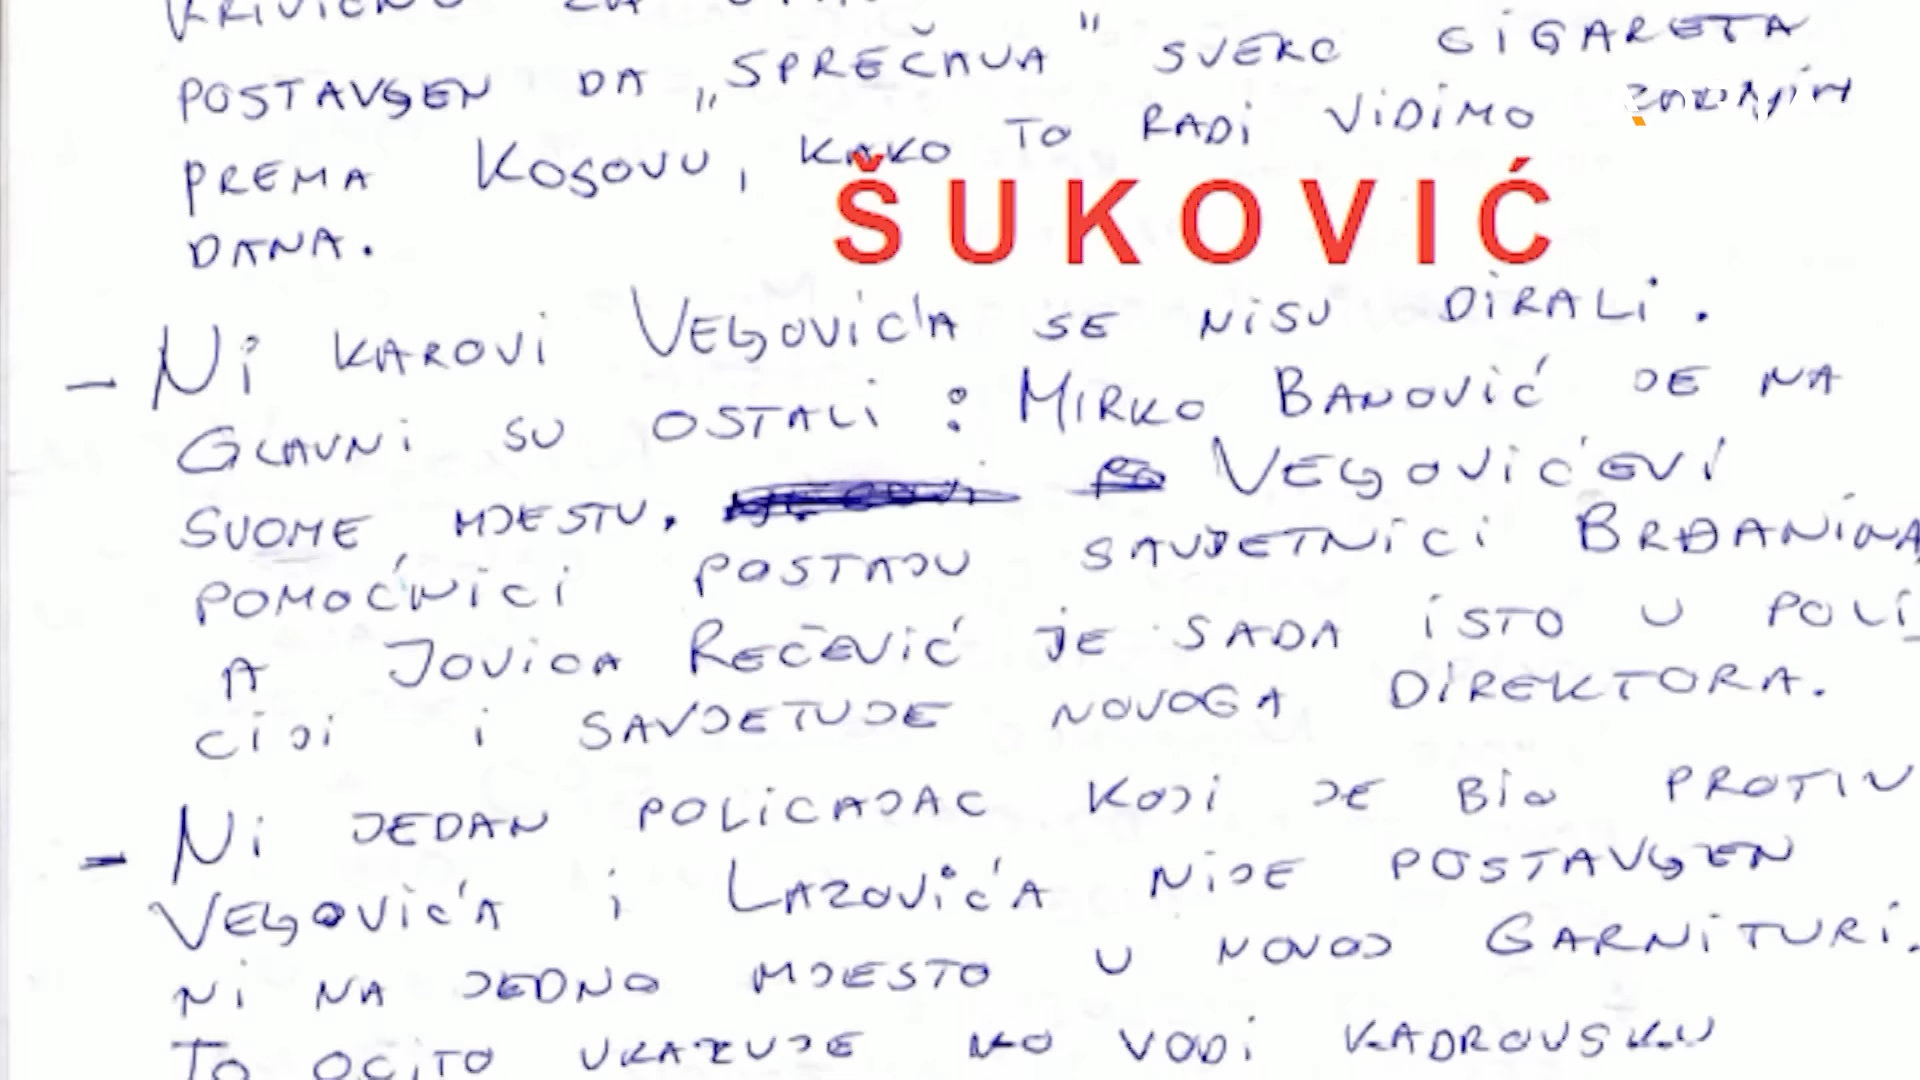 POSTAVLJEN DA „SPREČAVA" ŠVERC CIGARETA
PREMA KOSOVU, KAKO TO RADI VIDIMO
DANA.
ŠUKOVIĆ
- NI KAROVI VELJOVIĆA SE NISU DIRALI.
GLAVNI SU OSTALI: MIRKO BANOVIĆ JE NA
SVOME MJESTU. VELJOVIĆEVI
POMOĆNICI POSTAJU SAVJETNICI BRĐANINA
A JOVICA REČEVIĆ JE SADA ISTO U POLI
CIJI I SAVJETUJE NOVOGA DIREKTORA.
- NI JEDAN POLICAJAC KOJI JE BIO PROTIV
VELJOVIĆA I LAZOVIĆA NIJE POSTAVLJEN
NI NA JEDNO MJESTO U NOVOJ GARNITURI.
TO OČITO UKAZUJE KO VODI KADROVSKU